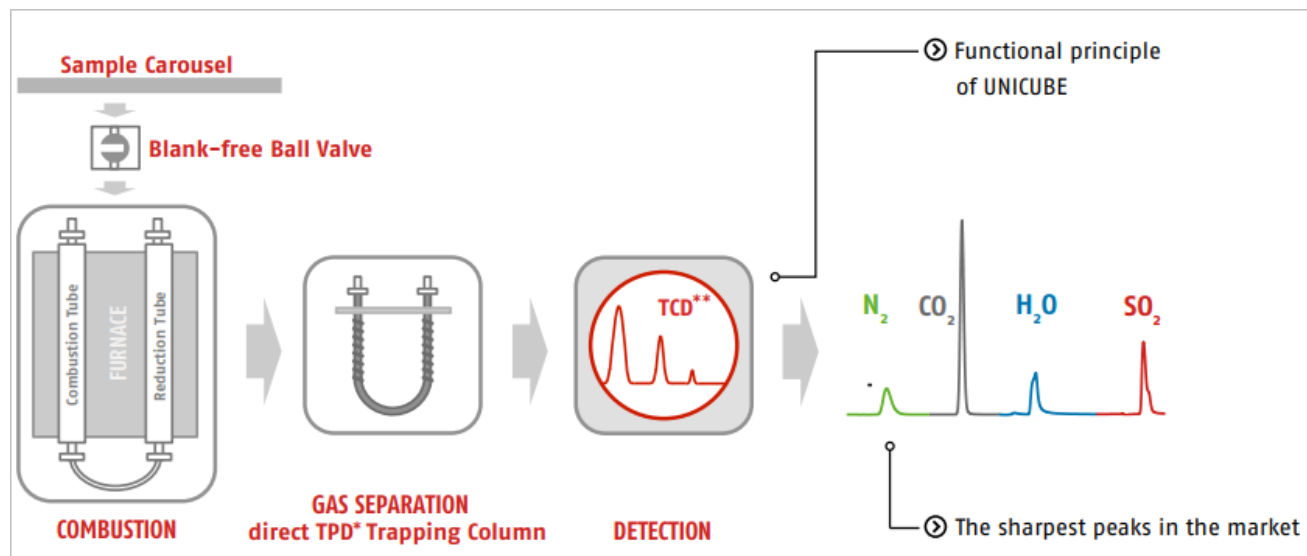 Sample Carousel
Blank-free Ball Valve
Combustion Tube
FURNACE
Reduction Tube
COMBUSTION
GAS SEPARATION
direct TPD* Trapping Column
TCD**
DETECTION
Functional principle
of UNICUBE
N₂
CO₂
H₂O
SO₂
The sharpest peaks in the market